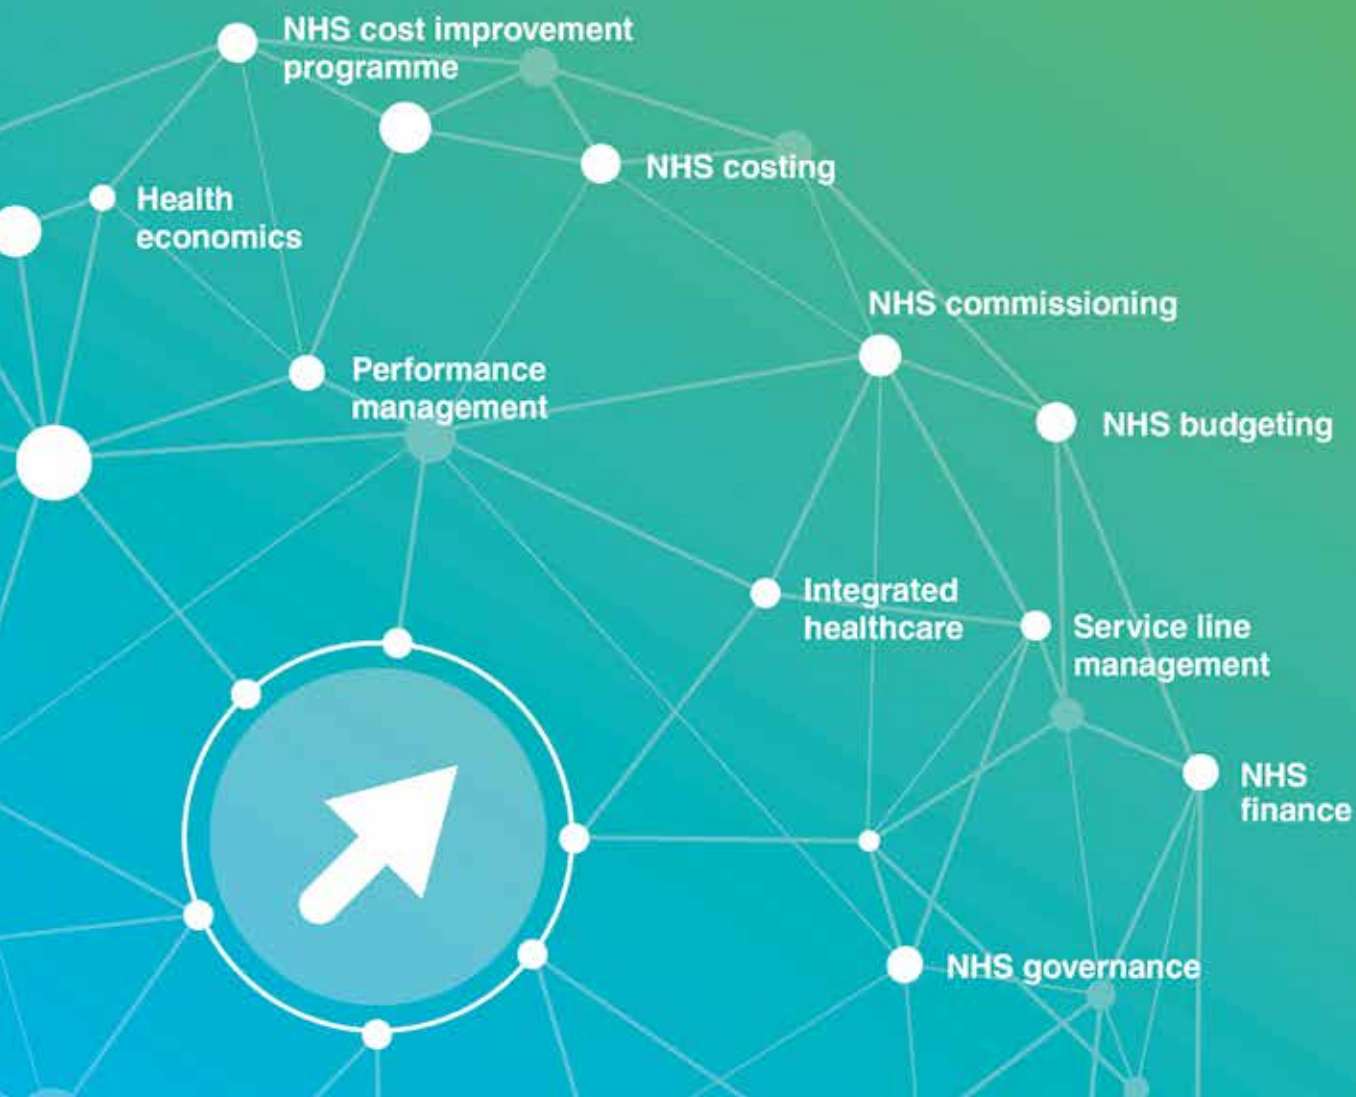 NHS cost improvement
programme
NHS costing
Health
economics
NHS commissioning
Performance
management
NHS budgeting
Integrated
healthcare
Service line
management
NHS
finance
NHS governance